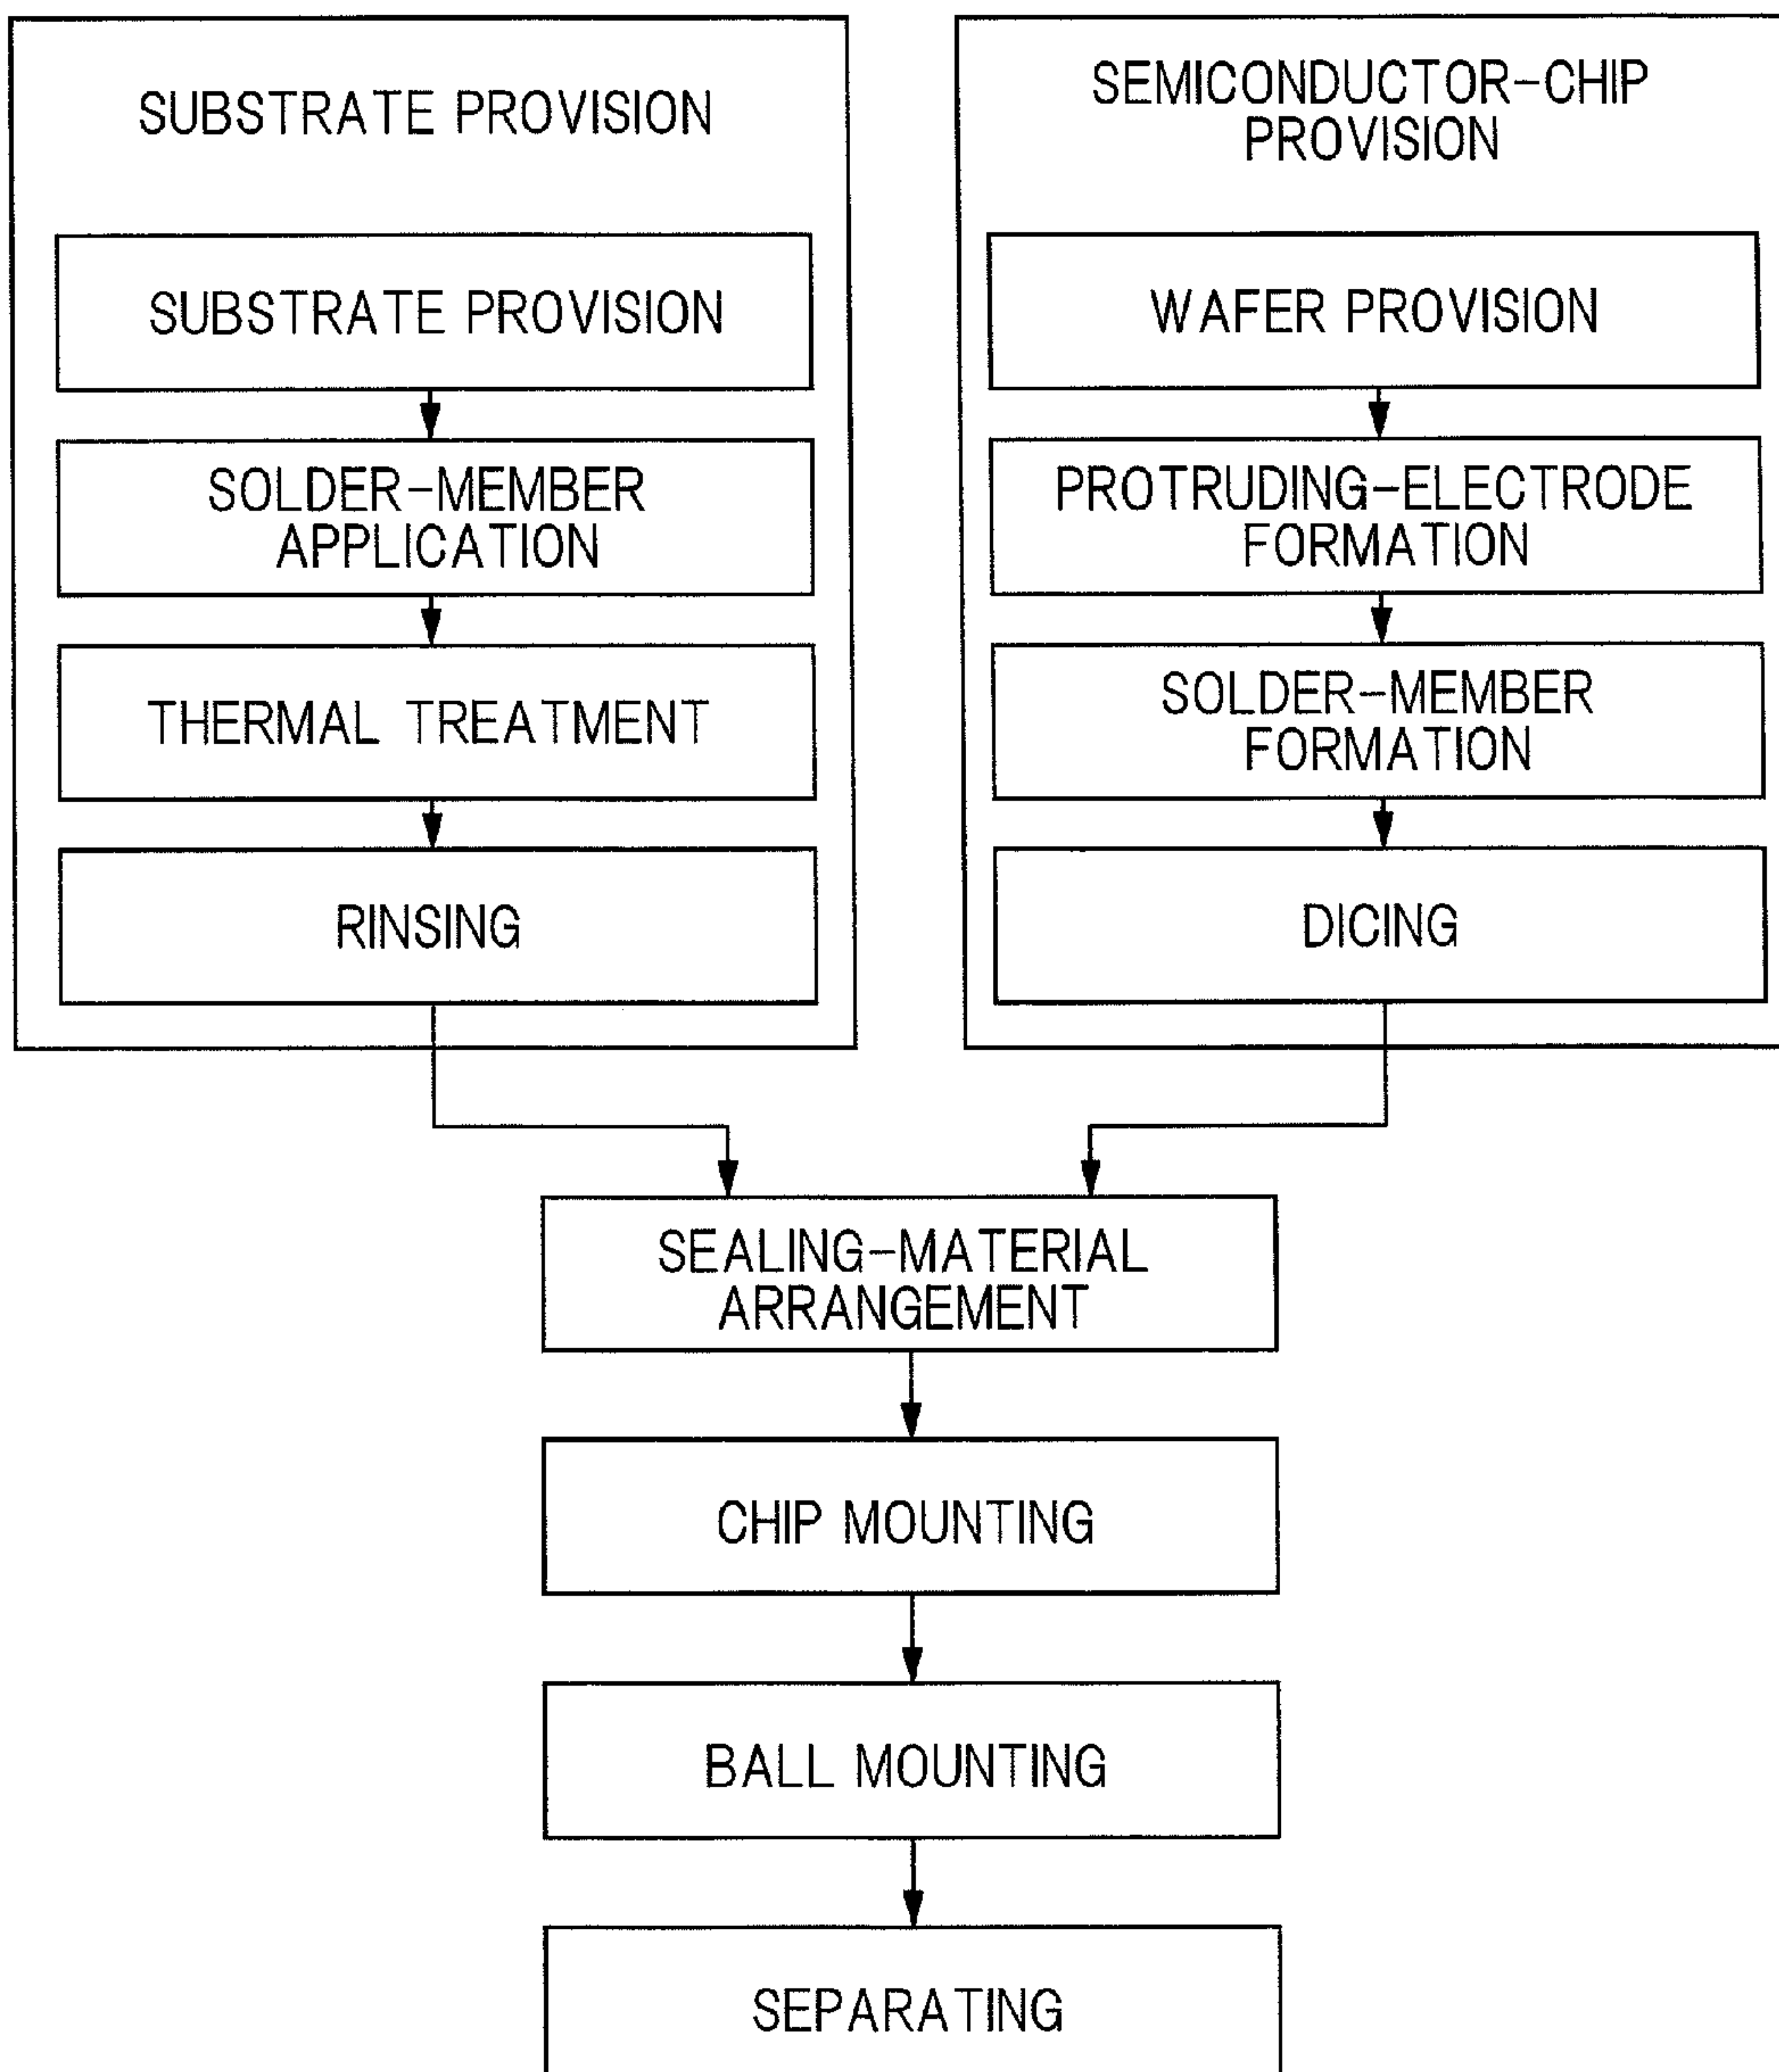 SUBSTRATE PROVISION
SUBSTRATE PROVISION
SOLDER-MEMBER
APPLICATION
THERMAL TREATMENT
RINSING
SEMICONDUCTOR-CHIP
PROVISION
WAFER PROVISION
PROTRUDING-ELECTRODE
FORMATION
SOLDER-MEMBER
FORMATION
DICING
SEALING-MATERIAL
ARRANGEMENT
CHIP MOUNTING
BALL MOUNTING
SEPARATING